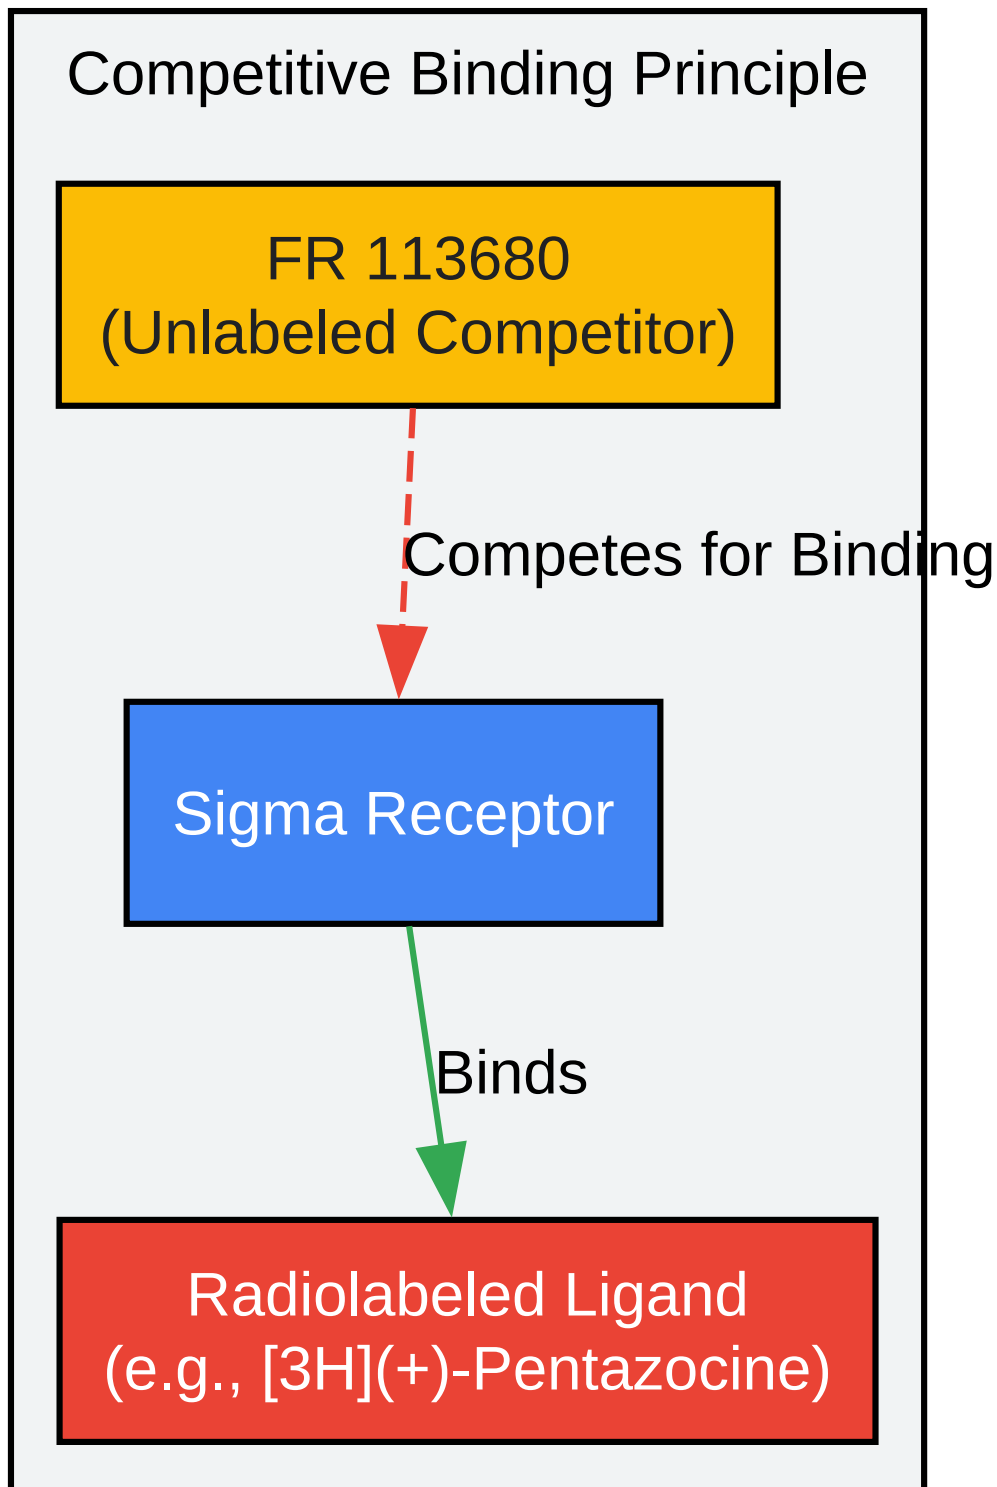 Competitive Binding Principle
FR 113680
(Unlabeled Competitor)
Competes for Binding
Sigma Receptor
Binds
Radiolabeled Ligand
(e.g., [3H](+)-Pentazocine)